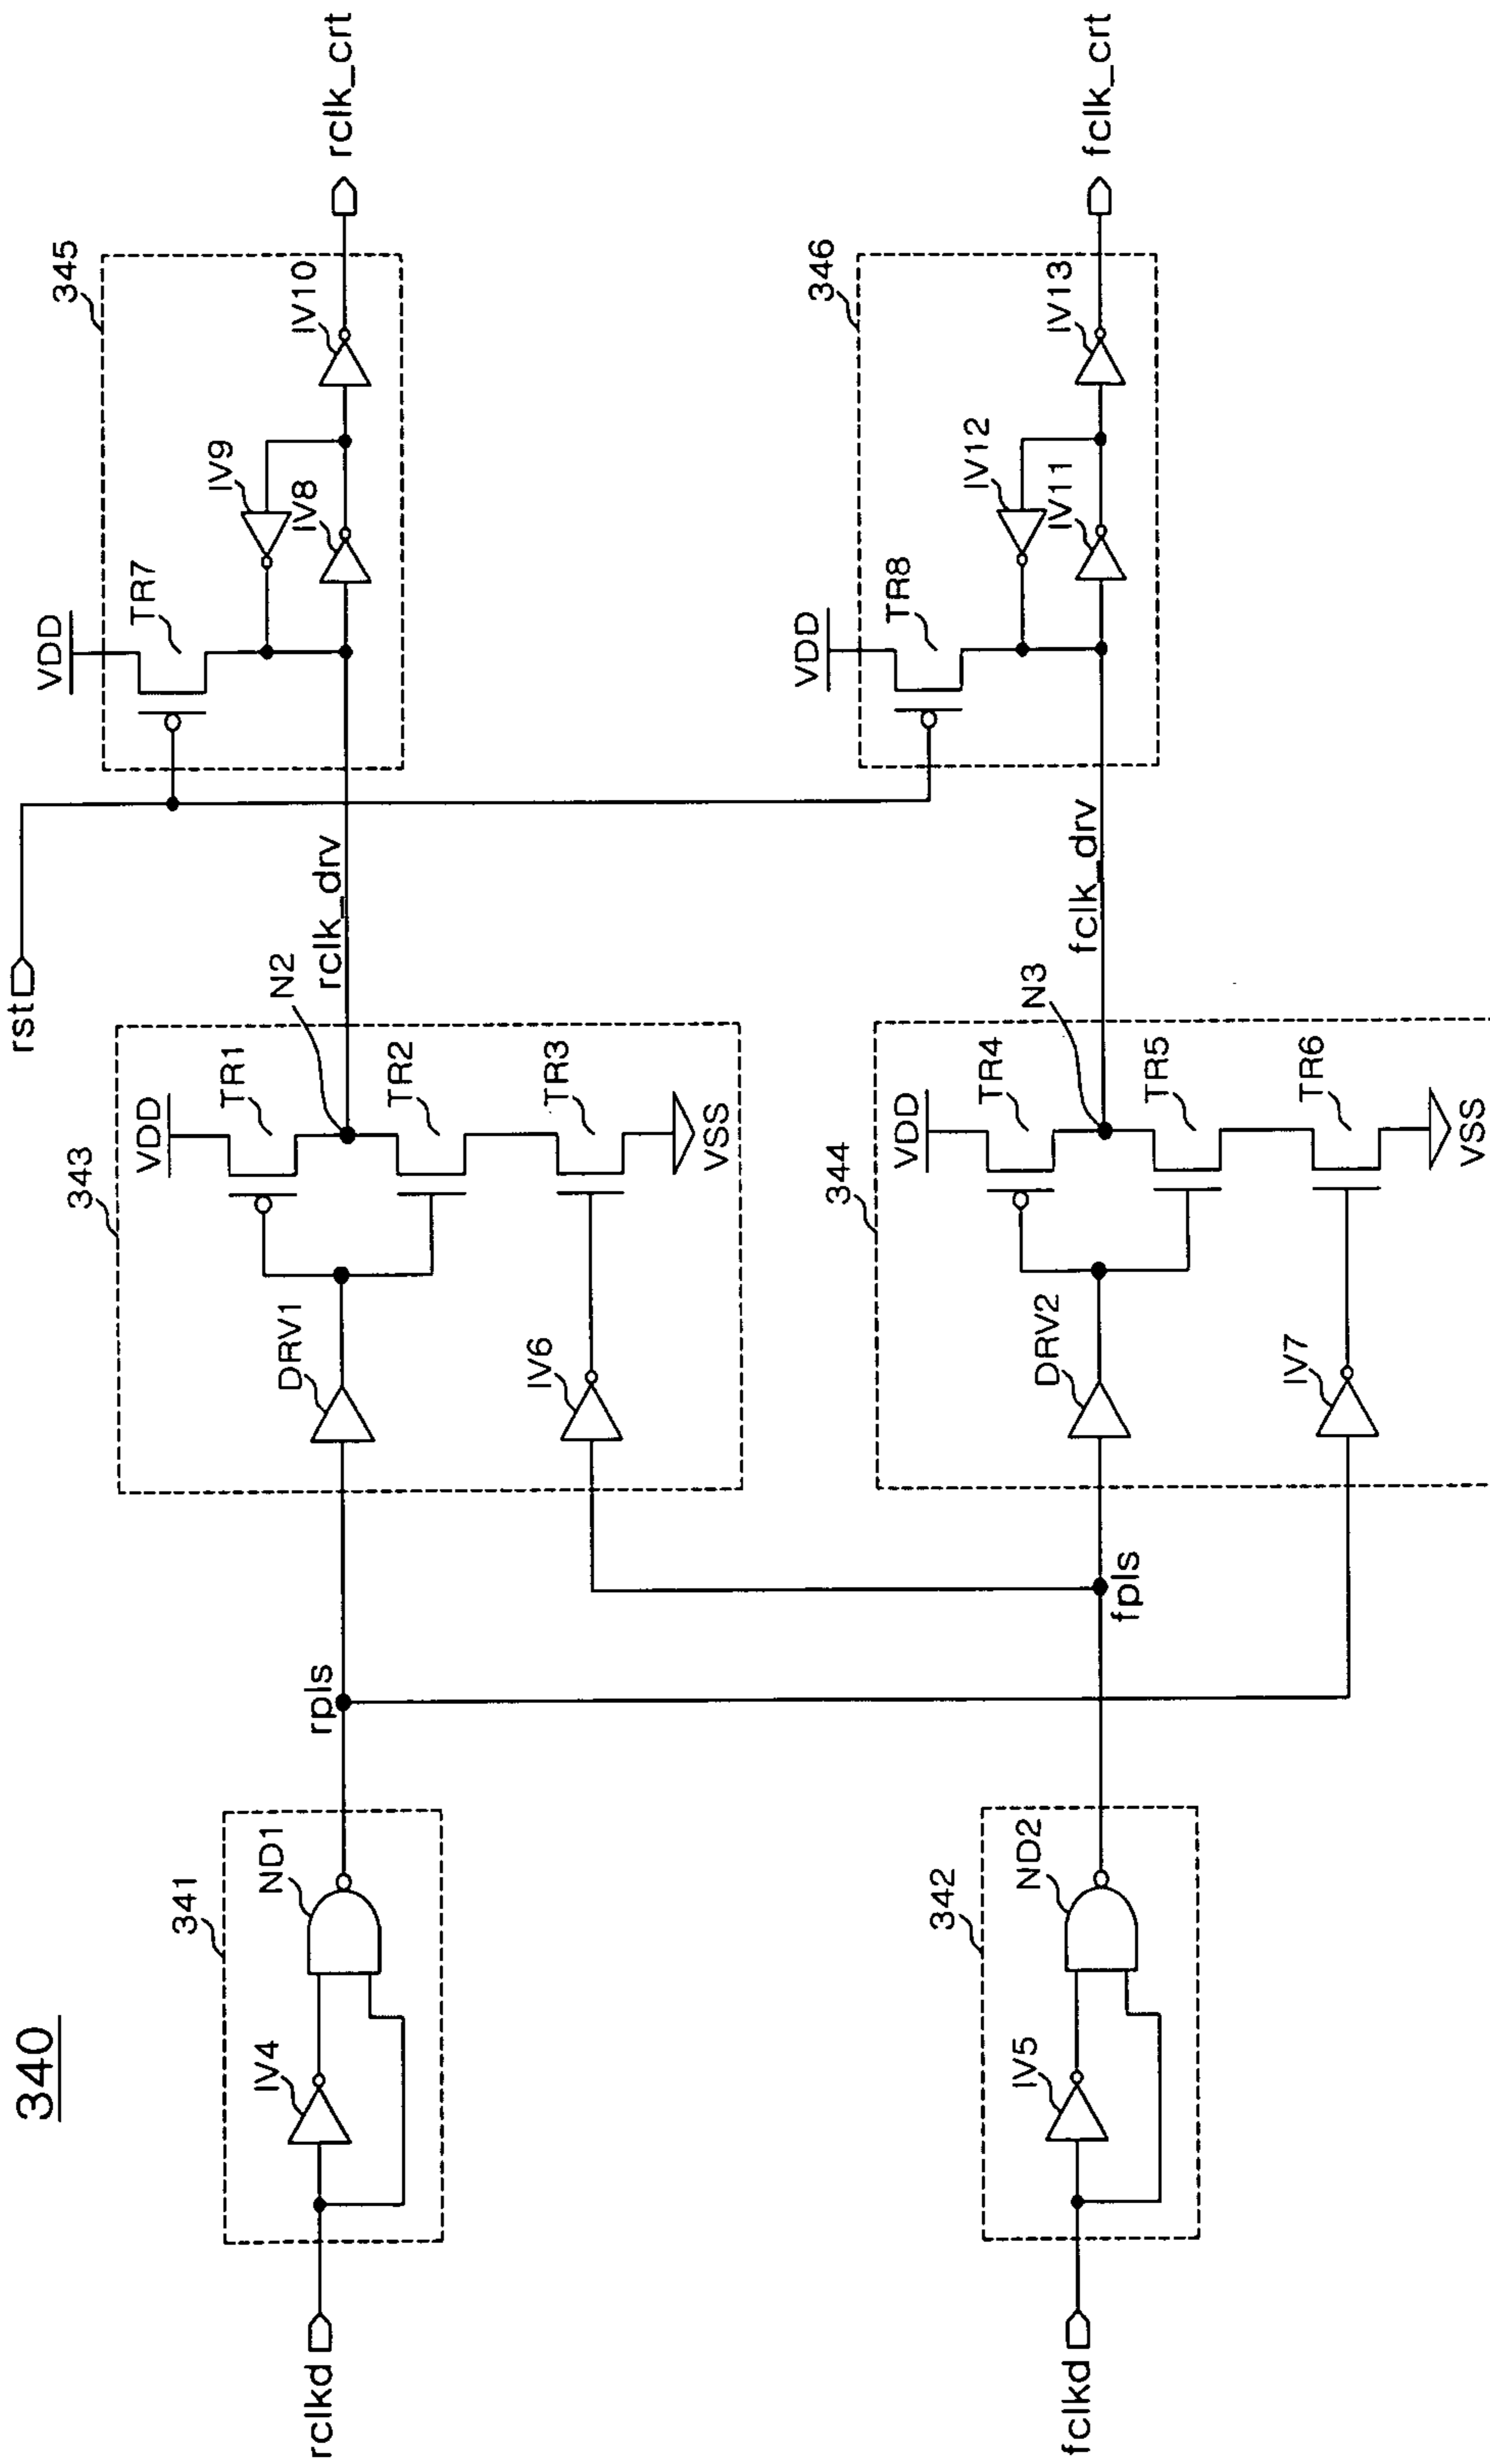 340
rst
rclkd
341
IV4
ND1
rpls
343
DRV1
IV6
VDD
TR1
TR2
TR3
VSS
N2
rclk_drv
345
VDD
TR7
IV9
IV8
IV10
rclk_crt
fclkd
342
IV5
ND2
fpls
344
DRV2
IV7
VDD
TR4
TR5
TR6
VSS
N3
fclk_drv
346
VDD
TR8
IV12
IV11
IV13
fclk_crt